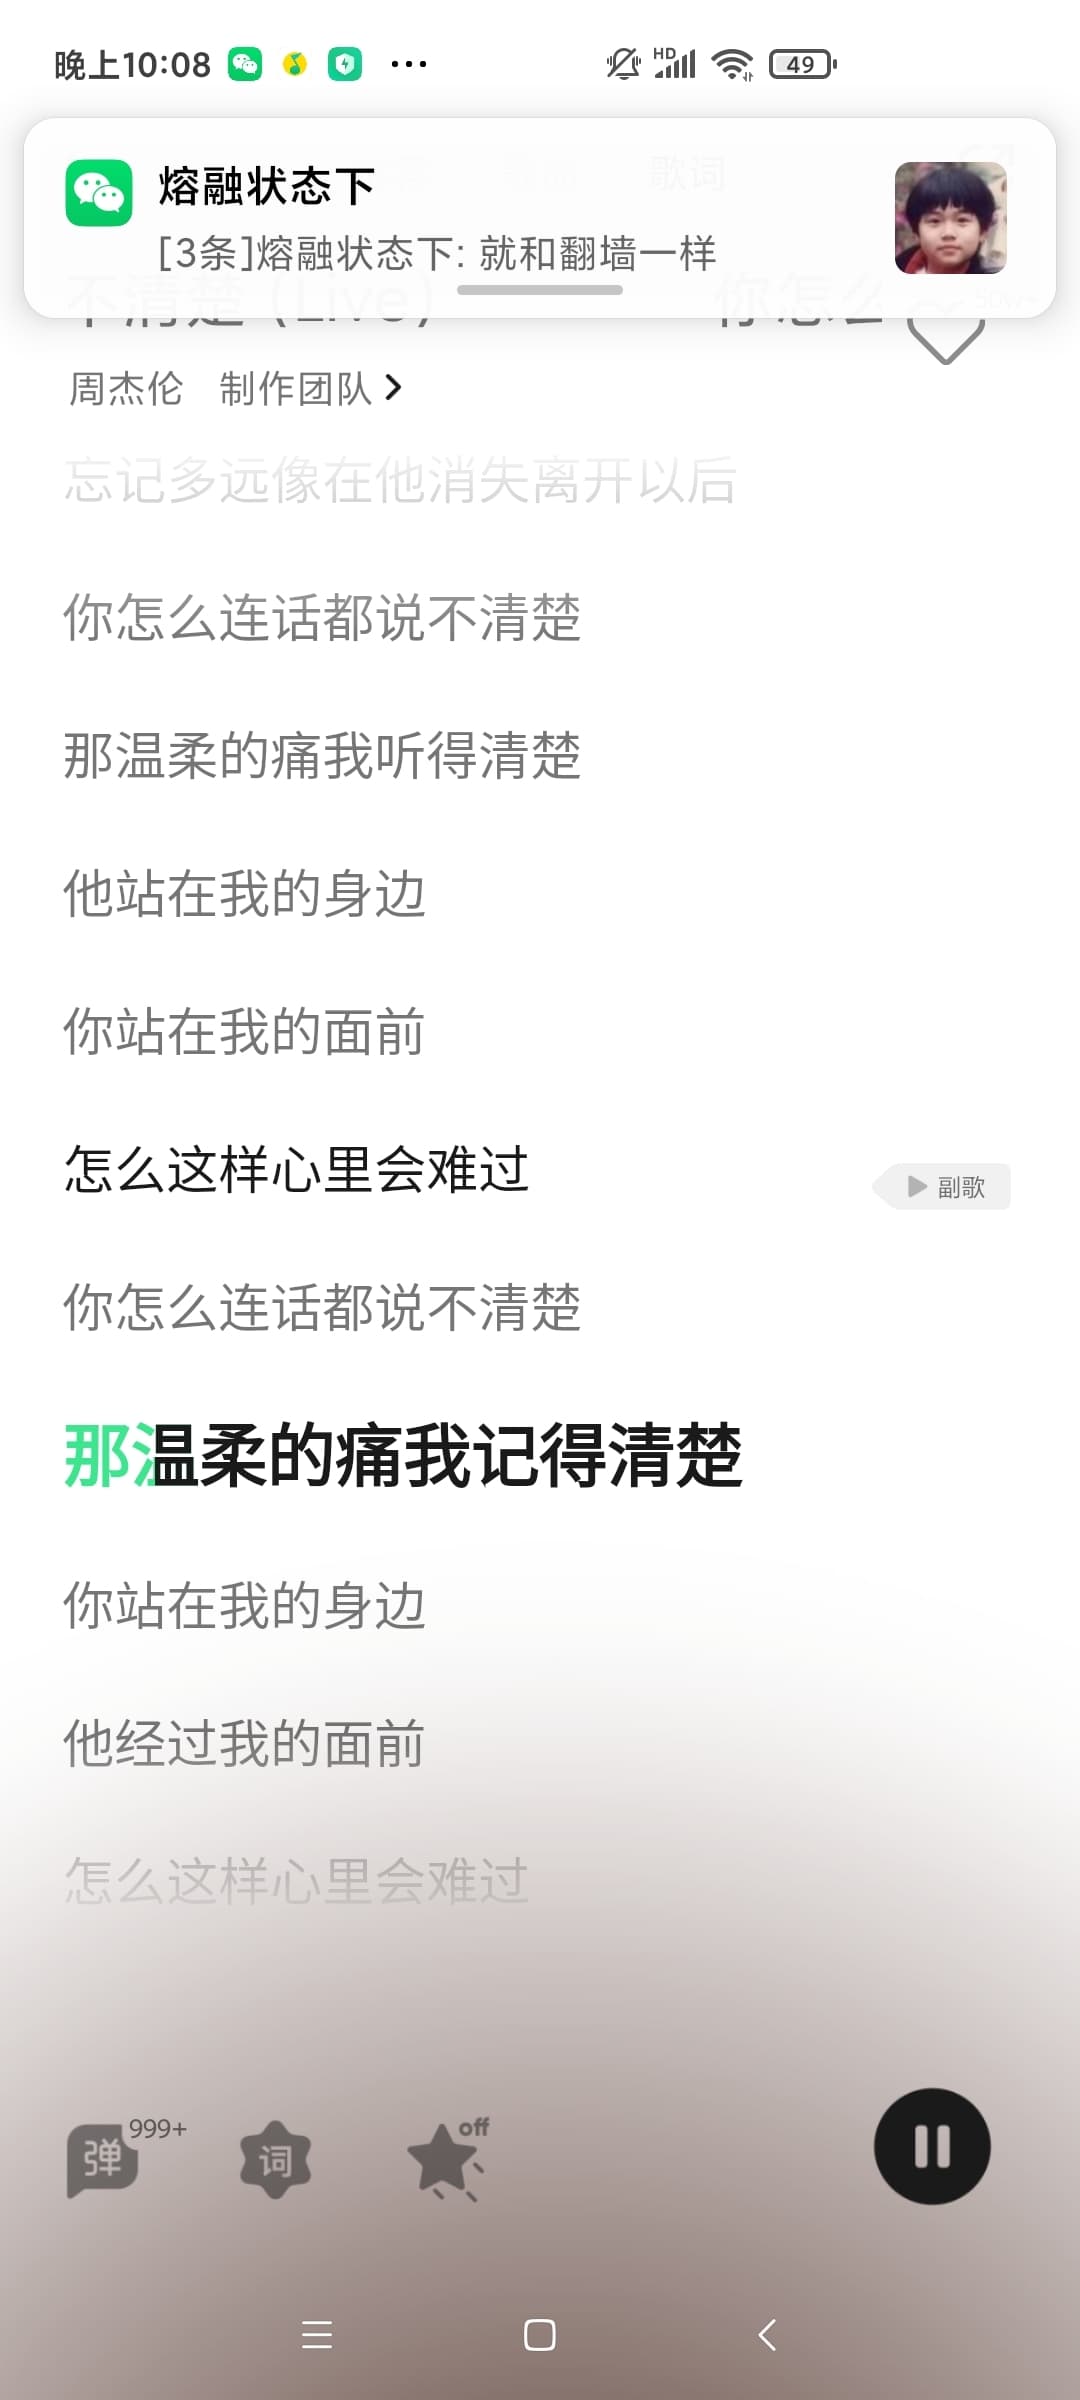 晚上10:08
HD
49
熔融状态下
[3条]熔融状态下: 就和翻墙一样
歌词
不清楚 (Live)
你怎么
周杰伦 制作团队
忘记多远像在他消失离开以后
你怎么连话都说不清楚
那温柔的痛我听得清楚
他站在我的身边
你站在我的面前
怎么这样心里会难过
副歌
你怎么连话都说不清楚
那温柔的痛我记得清楚
你站在我的身边
他经过我的面前
怎么这样心里会难过
弹 999+
词
off